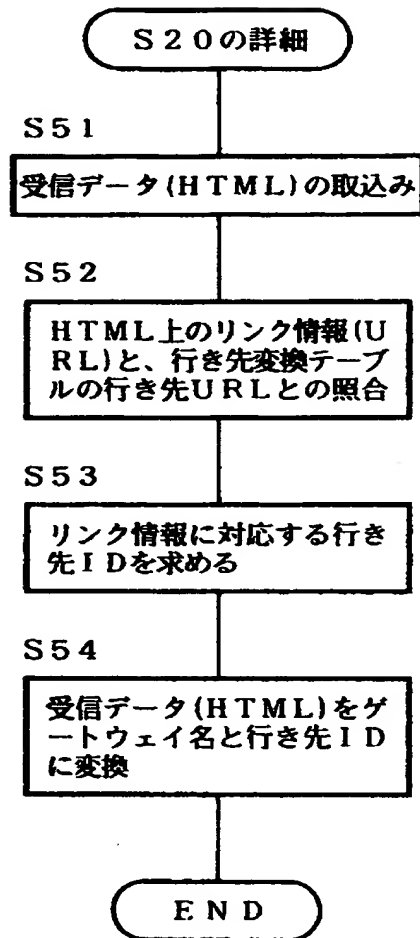 S20の詳細
S51
受信データ(HTML)の取込み
S52
HTML上のリンク情報(U
RL)と、行き先変換テーブ
ルの行き先URLとの照合
S53
リンク情報に対応する行き
先IDを求める
S54
受信データ(HTML)をゲ
ートウェイ名と行き先ID
に変換
END